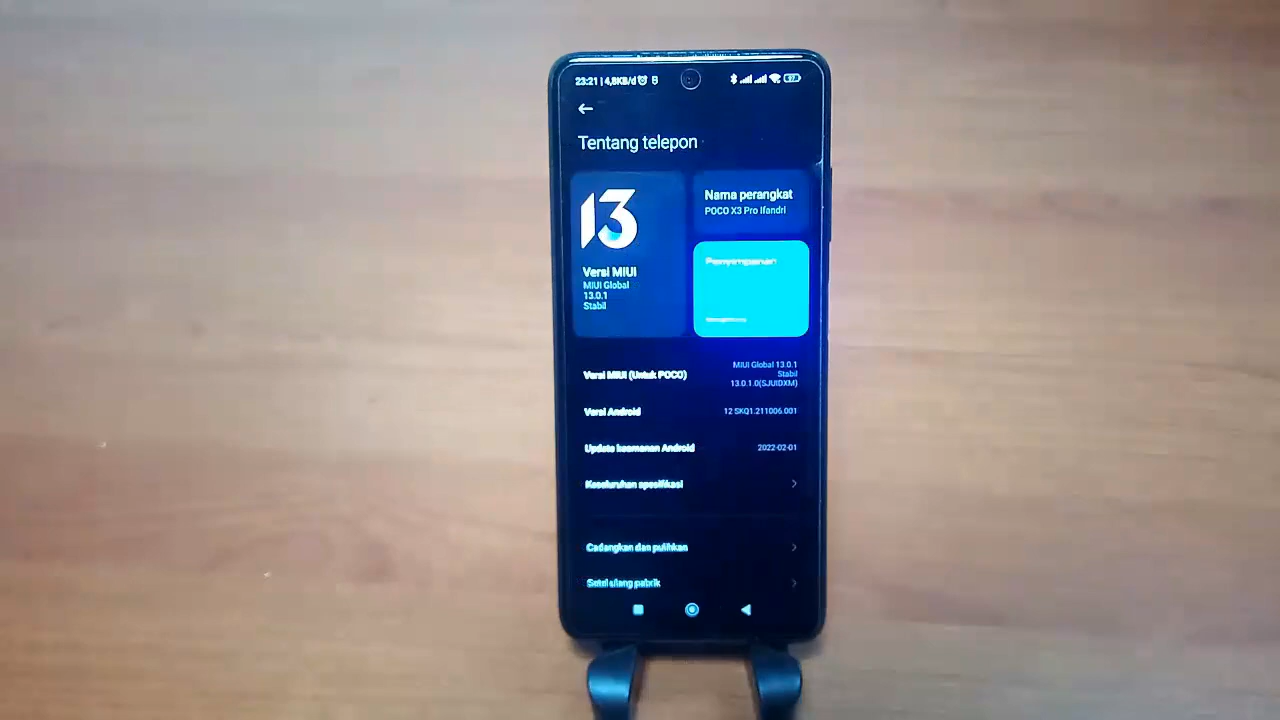 23:21 | 4,8KB/d
97
Tentang telepon
13
Versi MIUI
MIUI Global
13.0.1
Stabil
Nama perangkat
POCO X3 Pro Ifandri
Penyimpanan
Versi MIUI (Untuk POCO)
MIUI Global 13.0.1
Stabil
13.0.1.0(SJUIDXM)
Versi Android
12 SKQ1.211006.001
Update keamanan Android
2022-02-01
Keseluruhan spesifikasi
Cadangkan dan pulihkan
Setel ulang pabrik